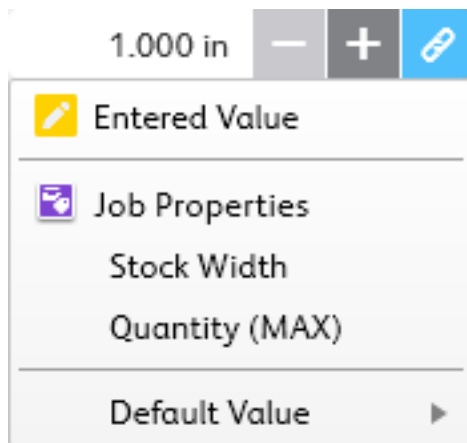 1.000 in
Entered Value
Job Properties
Stock Width
Quantity (MAX)
Default Value